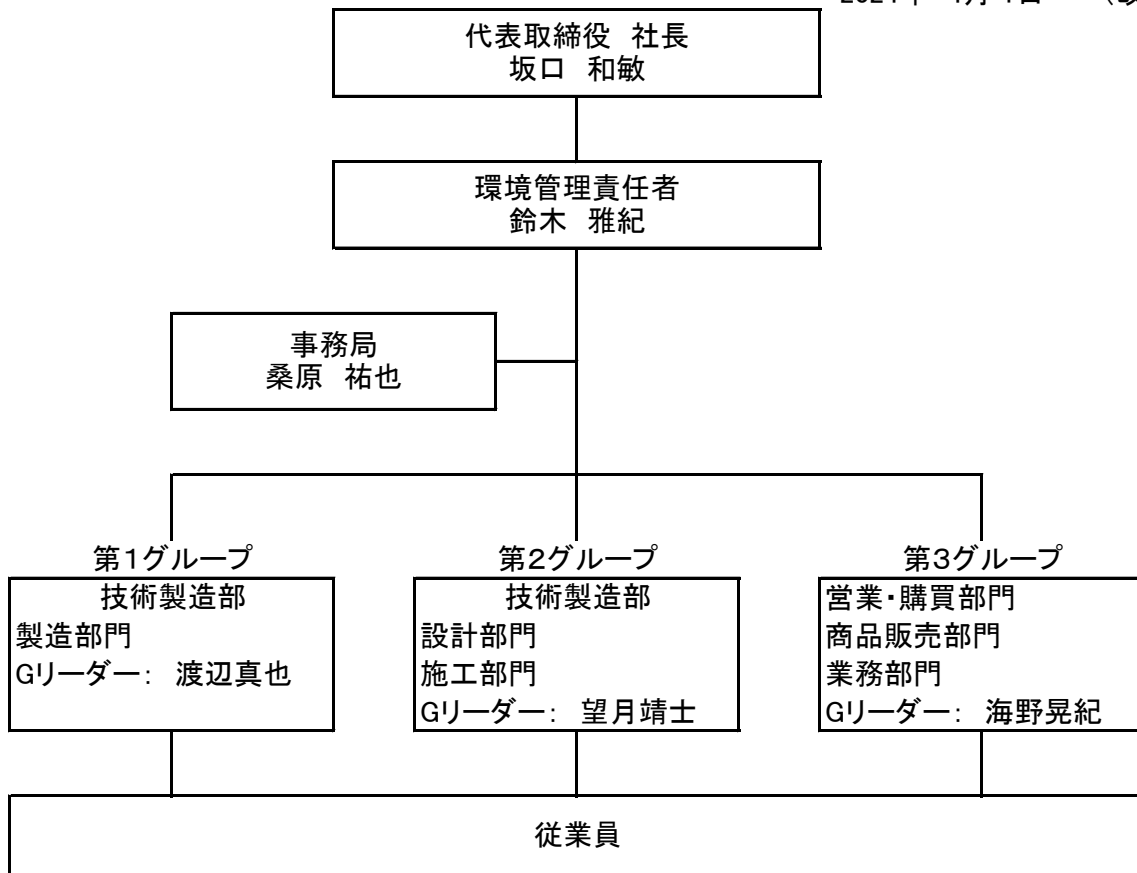 代表取締役 社長
坂口 和敏
環境管理責任者
鈴木 雅紀
事務局
桑原 祐也
第1グループ
技術製造部
製造部門
Gリーダー： 渡辺真也
第2グループ
技術製造部
設計部門
施工部門
Gリーダー： 望月靖士
第3グループ
営業・購買部門
商品販売部門
業務部門
Gリーダー： 海野晃紀
従業員